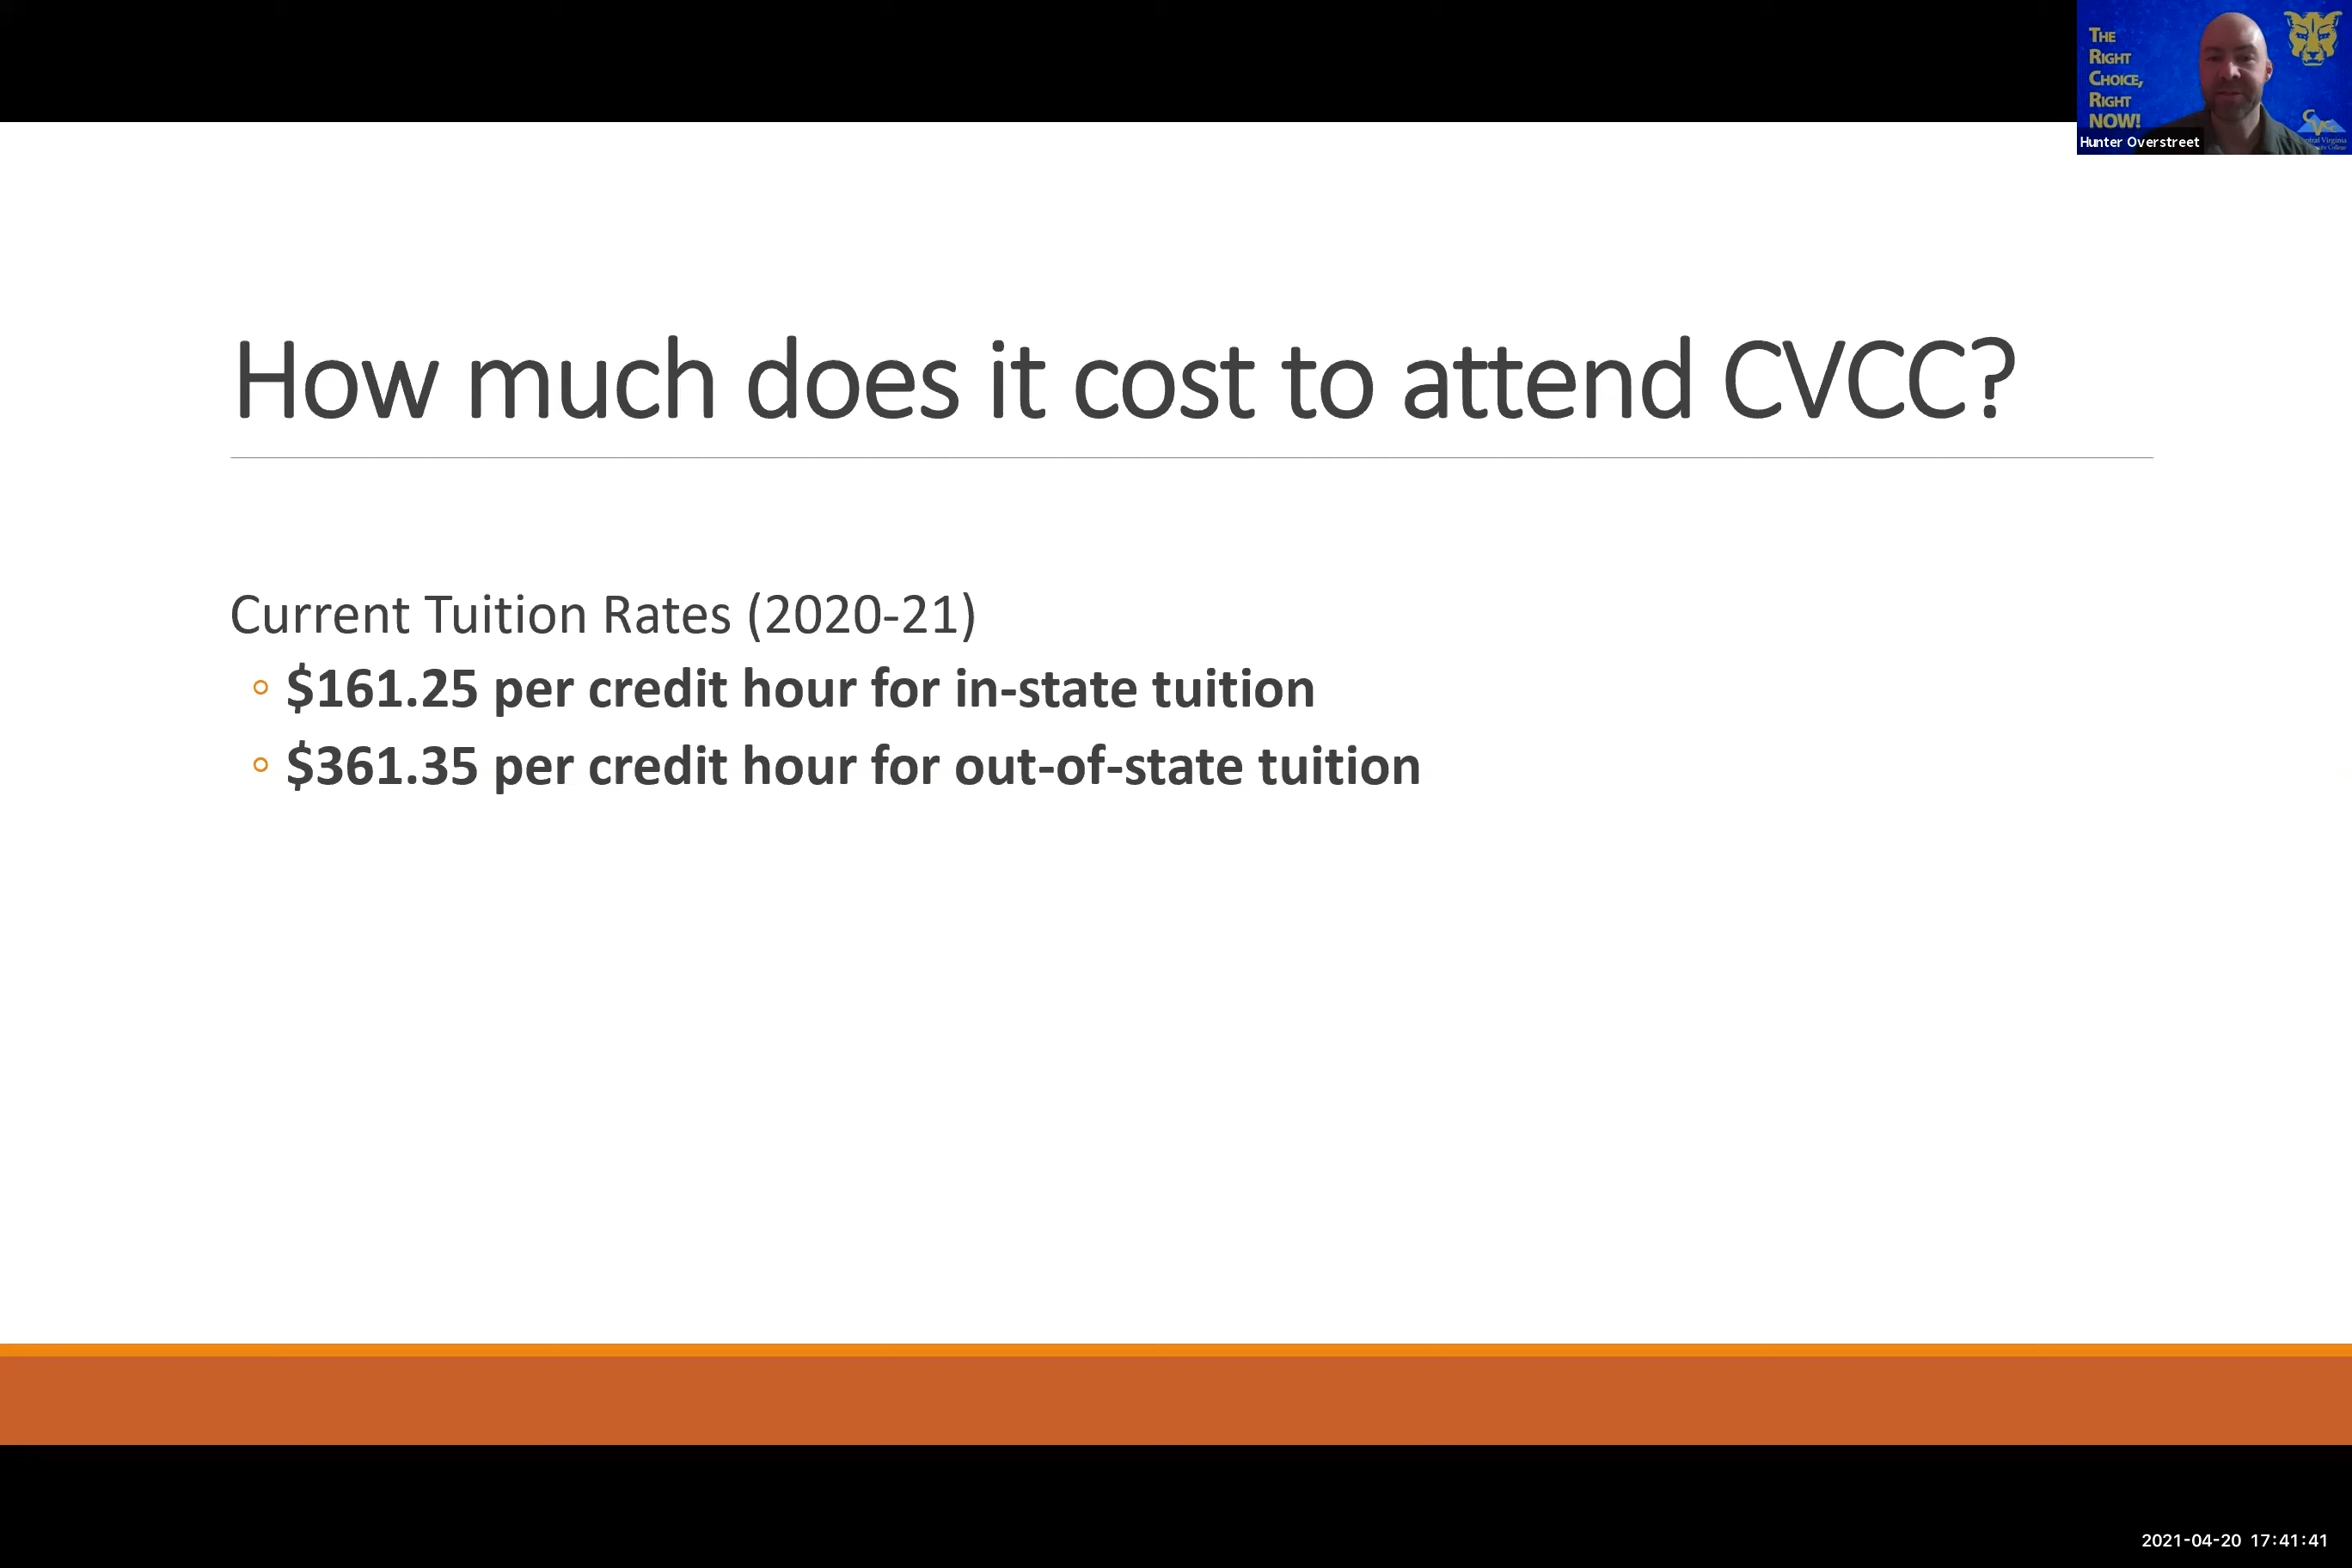 THE
RIGHT
CHOICE,
RIGHT
NOW!
Hunter Overstreet
How much does it cost to attend CVCC?
Current Tuition Rates (2020-21)
◦ $161.25 per credit hour for in-state tuition
◦ $361.35 per credit hour for out-of-state tuition
2021-04-20 17:41:41